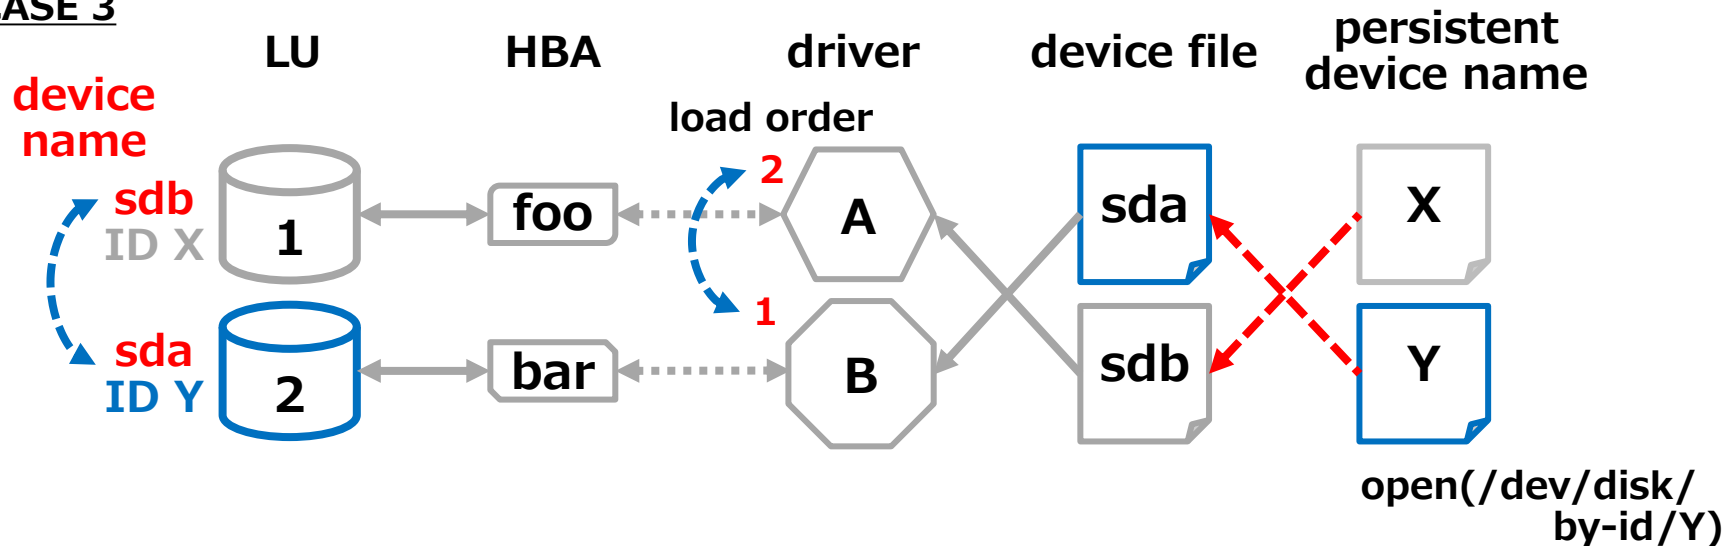 CASE 3
LU
HBA
driver
device file
persistent
device name
device
name
load order
sdb
ID X
1
foo
2
A
sda
X
sda
ID Y
2
bar
1
B
sdb
Y
open(/dev/disk/
by-id/Y)